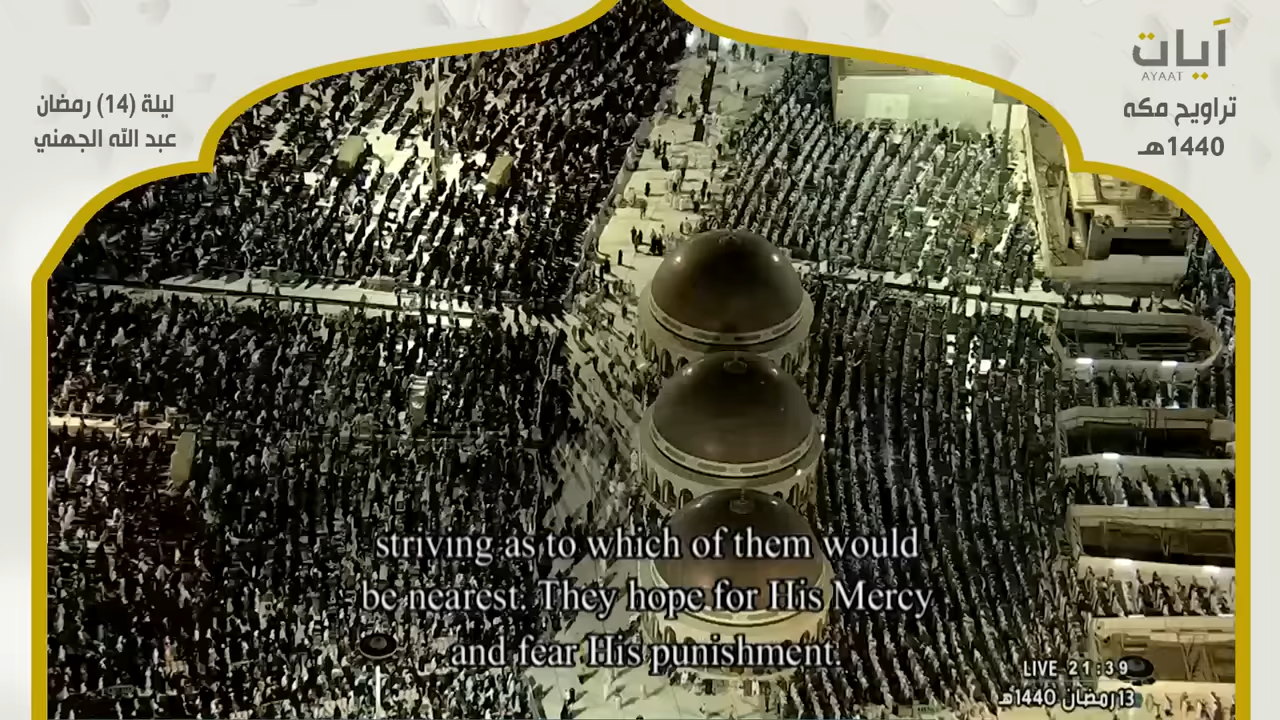 آيات
AYAAT
تراويح مكه
1440هـ
ليلة (14) رمضان
عبد الله الجهني
striving as to which of them would
be nearest. They hope for His Mercy
and fear His punishment.
LIVE 21:39
13 رمضان 1440هـ